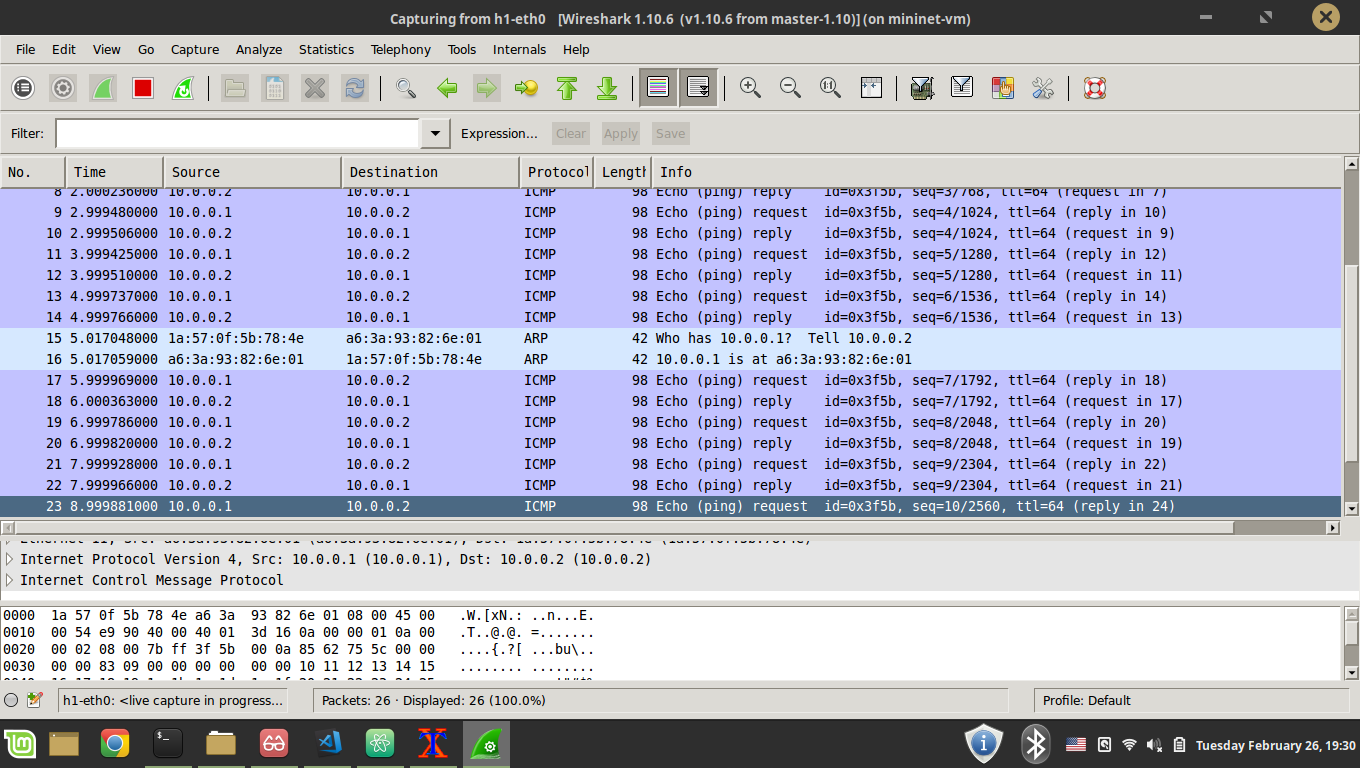 Capturing from h1-eth0   [Wireshark 1.10.6  (v1.10.6 from master-1.10)] (on mininet-vm)
File Edit View Go Capture Analyze Statistics Telephony Tools Internals Help
Filter: Expression... Clear Apply Save
No. Time Source Destination Protocol Length Info
8 2.000236000 10.0.0.2 10.0.0.1 ICMP 98 Echo (ping) reply id=0x3f5b, seq=3/768, ttl=64 (request in 7)
9 2.999480000 10.0.0.1 10.0.0.2 ICMP 98 Echo (ping) request id=0x3f5b, seq=4/1024, ttl=64 (reply in 10)
10 2.999506000 10.0.0.2 10.0.0.1 ICMP 98 Echo (ping) reply id=0x3f5b, seq=4/1024, ttl=64 (request in 9)
11 3.999425000 10.0.0.1 10.0.0.2 ICMP 98 Echo (ping) request id=0x3f5b, seq=5/1280, ttl=64 (reply in 12)
12 3.999510000 10.0.0.2 10.0.0.1 ICMP 98 Echo (ping) reply id=0x3f5b, seq=5/1280, ttl=64 (request in 11)
13 4.999737000 10.0.0.1 10.0.0.2 ICMP 98 Echo (ping) request id=0x3f5b, seq=6/1536, ttl=64 (reply in 14)
14 4.999766000 10.0.0.2 10.0.0.1 ICMP 98 Echo (ping) reply id=0x3f5b, seq=6/1536, ttl=64 (request in 13)
15 5.017048000 1a:57:0f:5b:78:4e a6:3a:93:82:6e:01 ARP 42 Who has 10.0.0.1?  Tell 10.0.0.2
16 5.017059000 a6:3a:93:82:6e:01 1a:57:0f:5b:78:4e ARP 42 10.0.0.1 is at a6:3a:93:82:6e:01
17 5.999969000 10.0.0.1 10.0.0.2 ICMP 98 Echo (ping) request id=0x3f5b, seq=7/1792, ttl=64 (reply in 18)
18 6.000363000 10.0.0.2 10.0.0.1 ICMP 98 Echo (ping) reply id=0x3f5b, seq=7/1792, ttl=64 (request in 17)
19 6.999786000 10.0.0.1 10.0.0.2 ICMP 98 Echo (ping) request id=0x3f5b, seq=8/2048, ttl=64 (reply in 20)
20 6.999820000 10.0.0.2 10.0.0.1 ICMP 98 Echo (ping) reply id=0x3f5b, seq=8/2048, ttl=64 (request in 19)
21 7.999928000 10.0.0.1 10.0.0.2 ICMP 98 Echo (ping) request id=0x3f5b, seq=9/2304, ttl=64 (reply in 22)
22 7.999966000 10.0.0.2 10.0.0.1 ICMP 98 Echo (ping) reply id=0x3f5b, seq=9/2304, ttl=64 (request in 21)
23 8.999881000 10.0.0.1 10.0.0.2 ICMP 98 Echo (ping) request id=0x3f5b, seq=10/2560, ttl=64 (reply in 24)
Ethernet II, Src: a6:3a:93:82:6e:01 (a6:3a:93:82:6e:01), Dst: 1a:57:0f:5b:78:4e (1a:57:0f:5b:78:4e)
Internet Protocol Version 4, Src: 10.0.0.1 (10.0.0.1), Dst: 10.0.0.2 (10.0.0.2)
Internet Control Message Protocol
0000  1a 57 0f 5b 78 4e a6 3a  93 82 6e 01 08 00 45 00   .W.[xN.: ..n...E.
0010  00 54 e9 90 40 00 40 01  3d 16 0a 00 00 01 0a 00   .T..@.@. =.......
0020  00 02 08 00 7b ff 3f 5b  00 0a 85 62 75 5c 00 00   ....{.?[ ...bu\..
0030  00 00 83 09 00 00 00 00  00 00 10 11 12 13 14 15   ........ ........
h1-eth0: <live capture in progress... Packets: 26 · Displayed: 26 (100.0%) Profile: Default
Tuesday February 26, 19:30